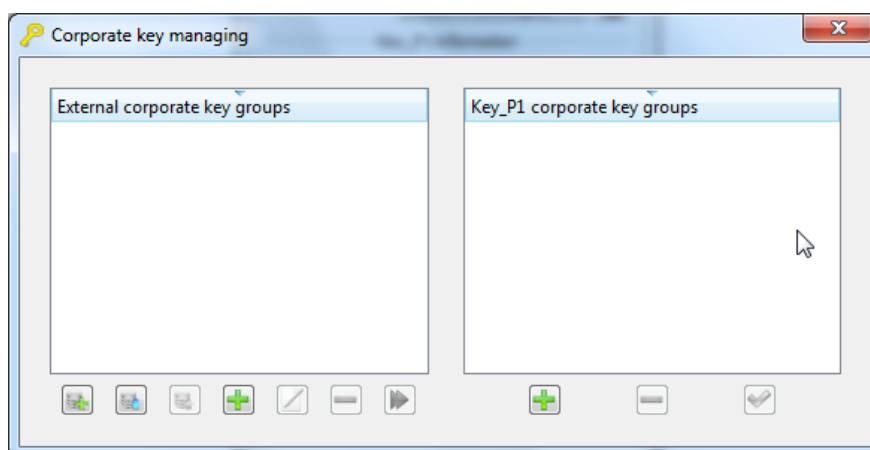 Corporate key managing
External corporate key groups
Key_P1 corporate key groups